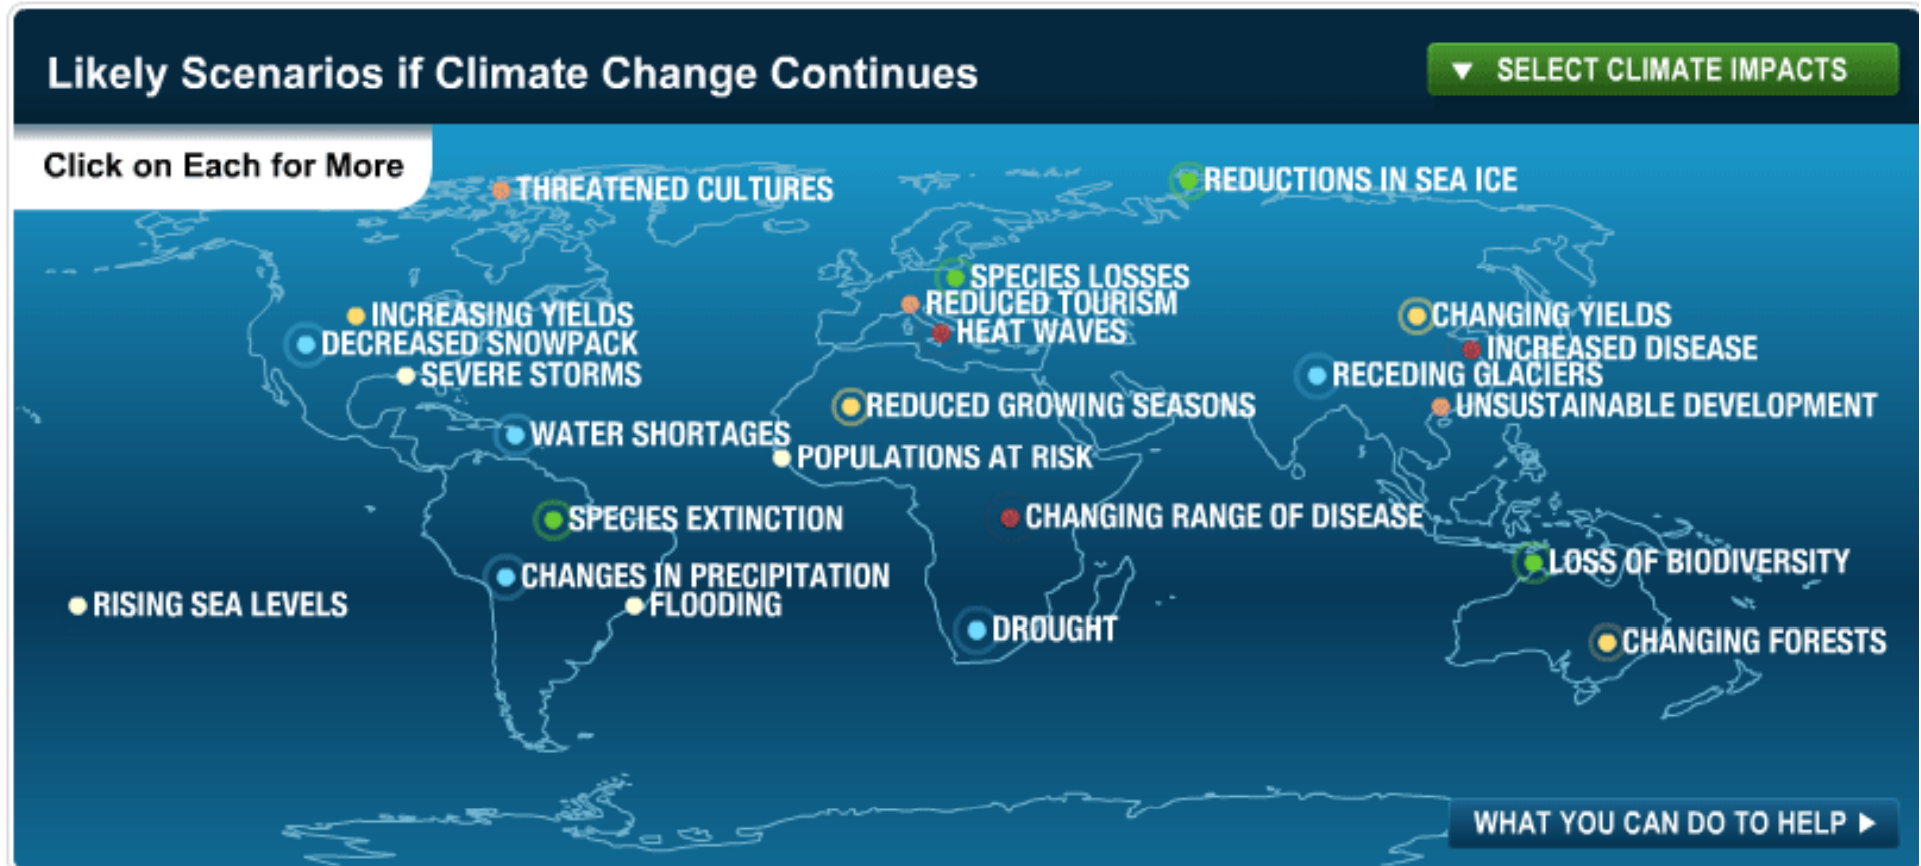 Likely Scenarios if Climate Change Continues
▼ SELECT CLIMATE IMPACTS
Click on Each for More
THREATENED CULTURES
REDUCTIONS IN SEA ICE
SPECIES LOSSES
REDUCED TOURISM
HEAT WAVES
INCREASING YIELDS
CHANGING YIELDS
DECREASED SNOWPACK
INCREASED DISEASE
SEVERE STORMS
RECEDING GLACIERS
REDUCED GROWING SEASONS
UNSUSTAINABLE DEVELOPMENT
WATER SHORTAGES
POPULATIONS AT RISK
SPECIES EXTINCTION
CHANGING RANGE OF DISEASE
LOSS OF BIODIVERSITY
CHANGES IN PRECIPITATION
RISING SEA LEVELS
FLOODING
DROUGHT
CHANGING FORESTS
WHAT YOU CAN DO TO HELP ►